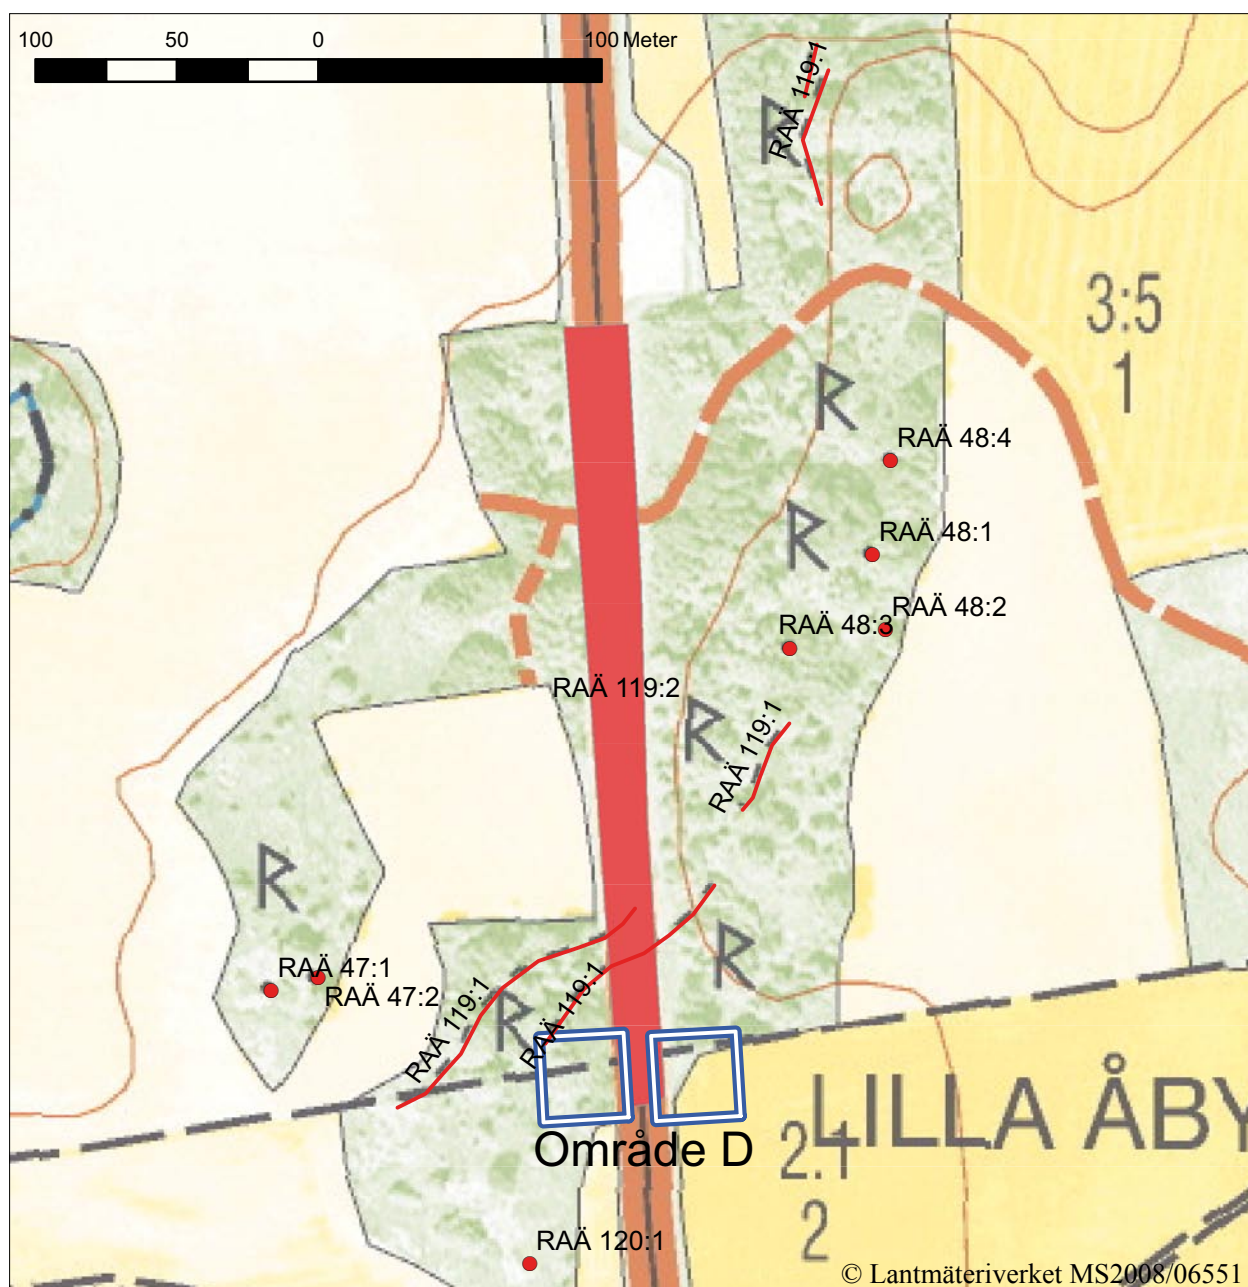 100 50 0 100 Meter
RAÄ 119:1
R
3:5
1
R
RAÄ 48:4
R
RAÄ 48:1
RAÄ 48:2
RAÄ 48:3
RAÄ 119:2
R
RAÄ 119:1
R
R
RAÄ 47:1
RAÄ 47:2
RAÄ 119:1
R
RAÄ 119:1
LILLA ÅBY
2:1
2
Område D
RAÄ 120:1
© Lantmäteriverket MS2008/06551